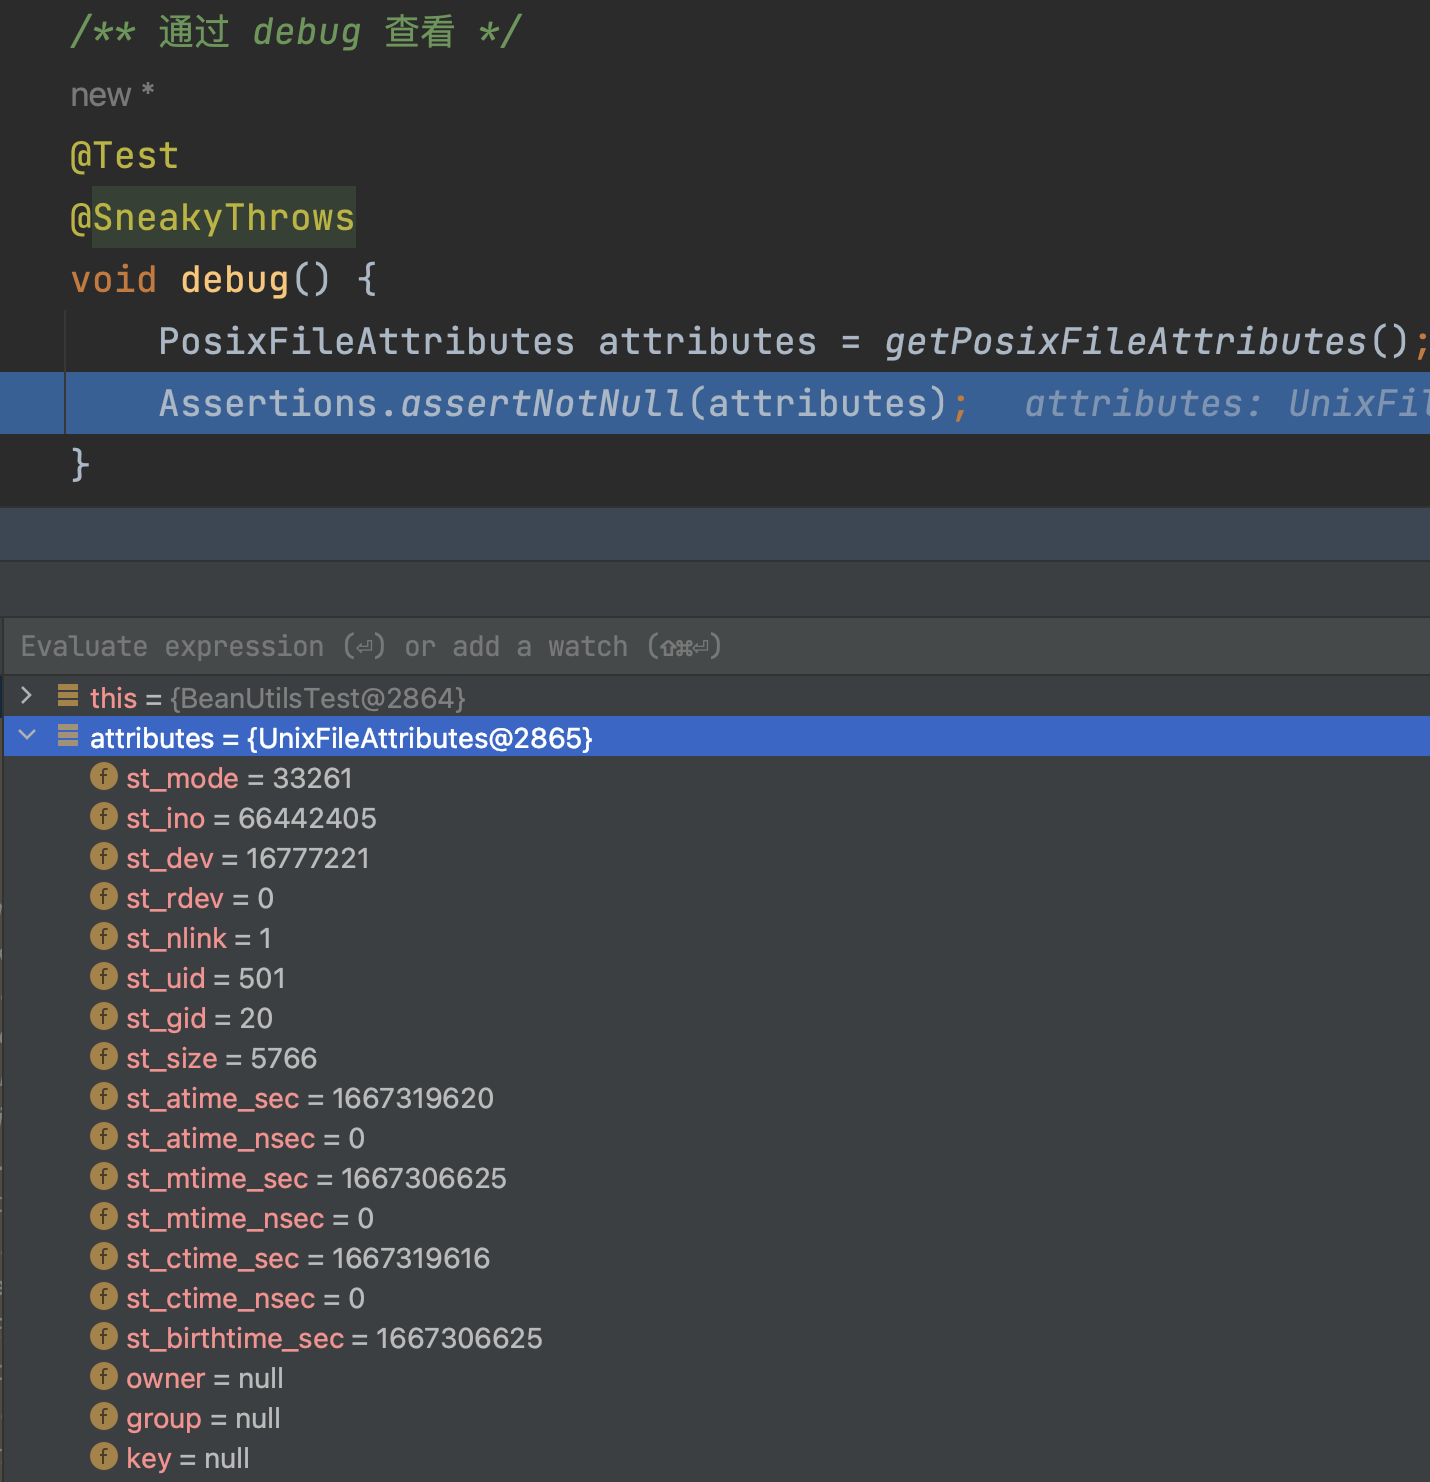 /** 通过 debug 查看 */
new *
@Test
@SneakyThrows
void debug() {
PosixFileAttributes attributes = getPosixFileAttributes();
Assertions.assertNotNull(attributes); attributes: UnixFil
}
Evaluate expression (⏎) or add a watch (⇧⌘⏎)
this = {BeanUtilsTest@2864}
attributes = {UnixFileAttributes@2865}
f st_mode = 33261
f st_ino = 66442405
f st_dev = 16777221
f st_rdev = 0
f st_nlink = 1
f st_uid = 501
f st_gid = 20
f st_size = 5766
f st_atime_sec = 1667319620
f st_atime_nsec = 0
f st_mtime_sec = 1667306625
f st_mtime_nsec = 0
f st_ctime_sec = 1667319616
f st_ctime_nsec = 0
f st_birthtime_sec = 1667306625
f owner = null
f group = null
f key = null